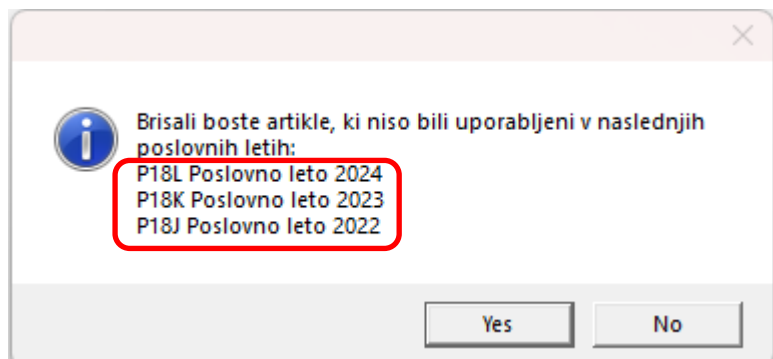 Brisali boste artikle, ki niso bili uporabljeni v naslednjih
poslovnih letih:
P18L Poslovno leto 2024
P18K Poslovno leto 2023
P18J Poslovno leto 2022
Yes
No